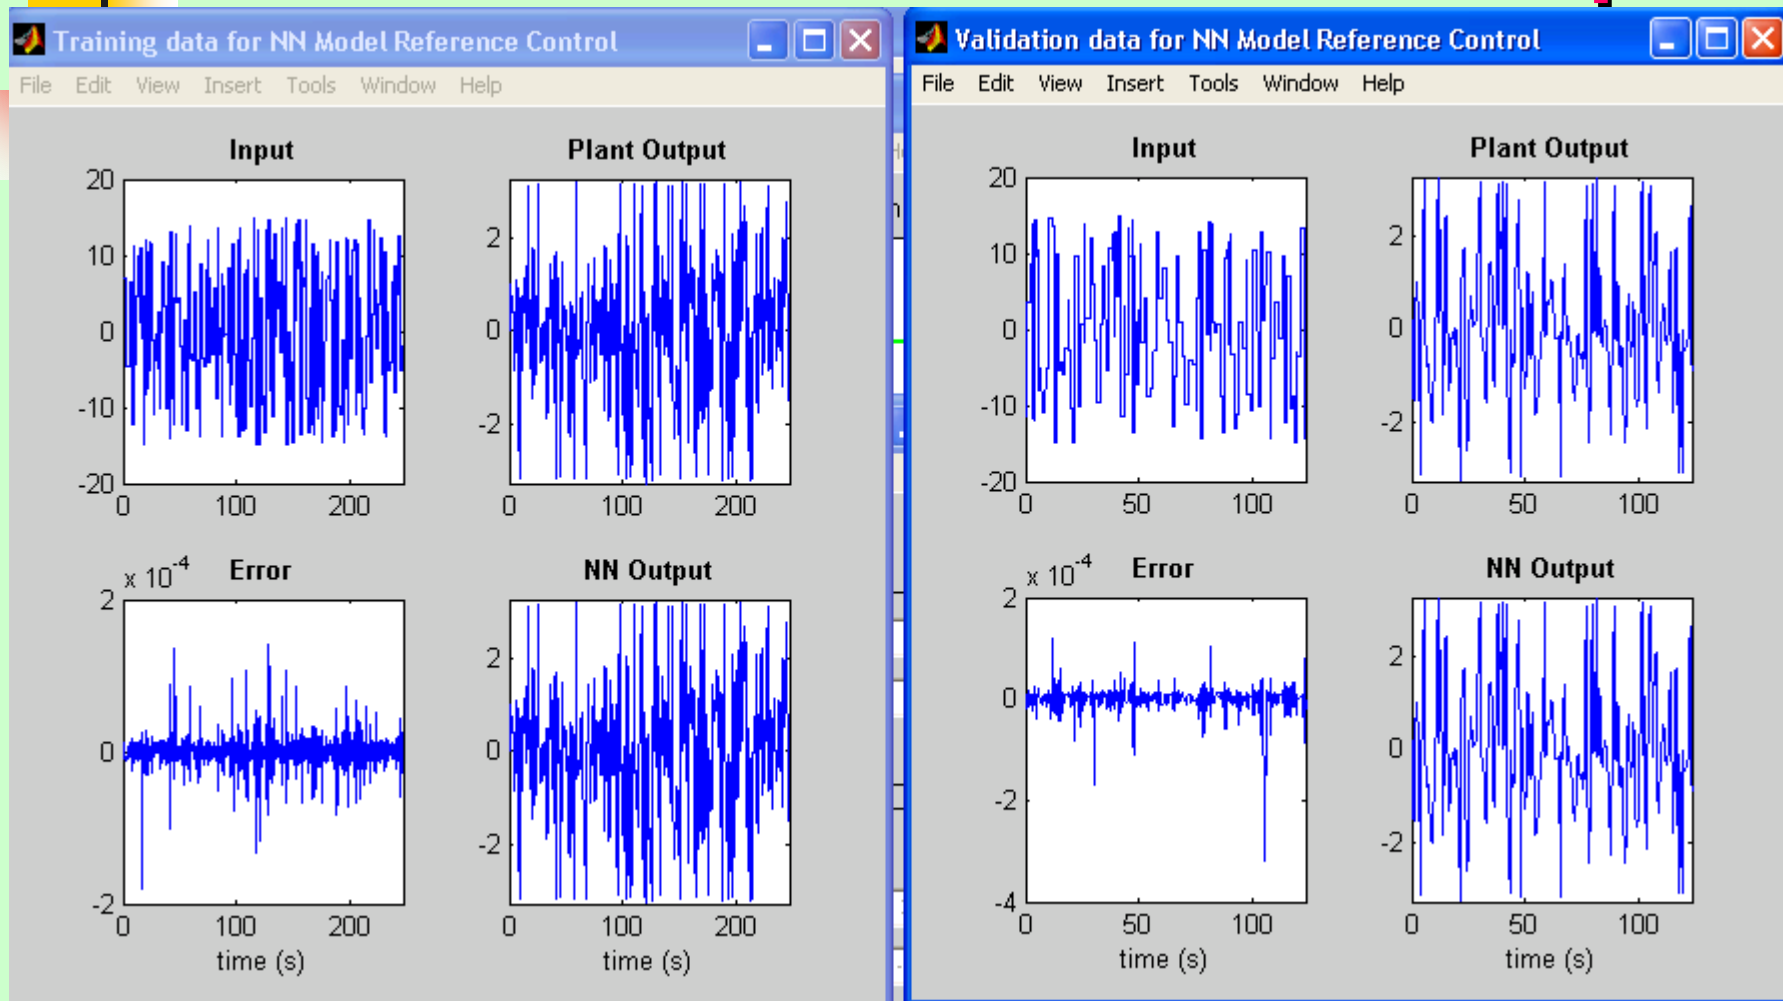 Training data for NN Model Reference Control
File Edit View Insert Tools Window Help
Input
20
10
0
-10
-20
0 100 200
Plant Output
2
0
-2
0 100 200
x 10-4 Error
2
0
-2
0 100 200
time (s)
NN Output
2
0
-2
0 100 200
time (s)
Validation data for NN Model Reference Control
File Edit View Insert Tools Window Help
Input
20
10
0
-10
-20
0 50 100
Plant Output
2
0
-2
0 50 100
x 10-4 Error
2
0
-2
-4
0 50 100
time (s)
NN Output
2
0
-2
0 50 100
time (s)